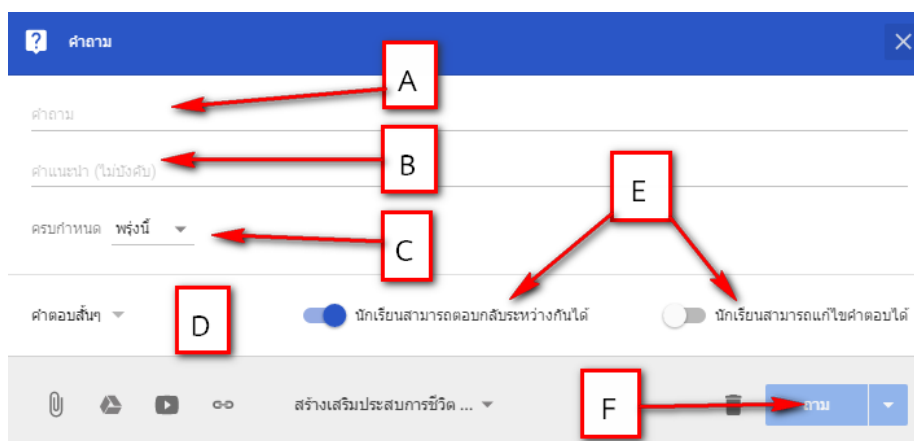 คำถาม
A
คำถาม
คำแนะนำ (ไม่บังคับ)
B
E
ครบกำหนด พรุ่งนี้
C
คำตอบสั้นๆ
D
นักเรียนสามารถตอบกลับระหว่างกันได้
นักเรียนสามารถแก้ไขคำตอบได้
สร้างเสริมประสบการชีวิต ...
F
ถาม